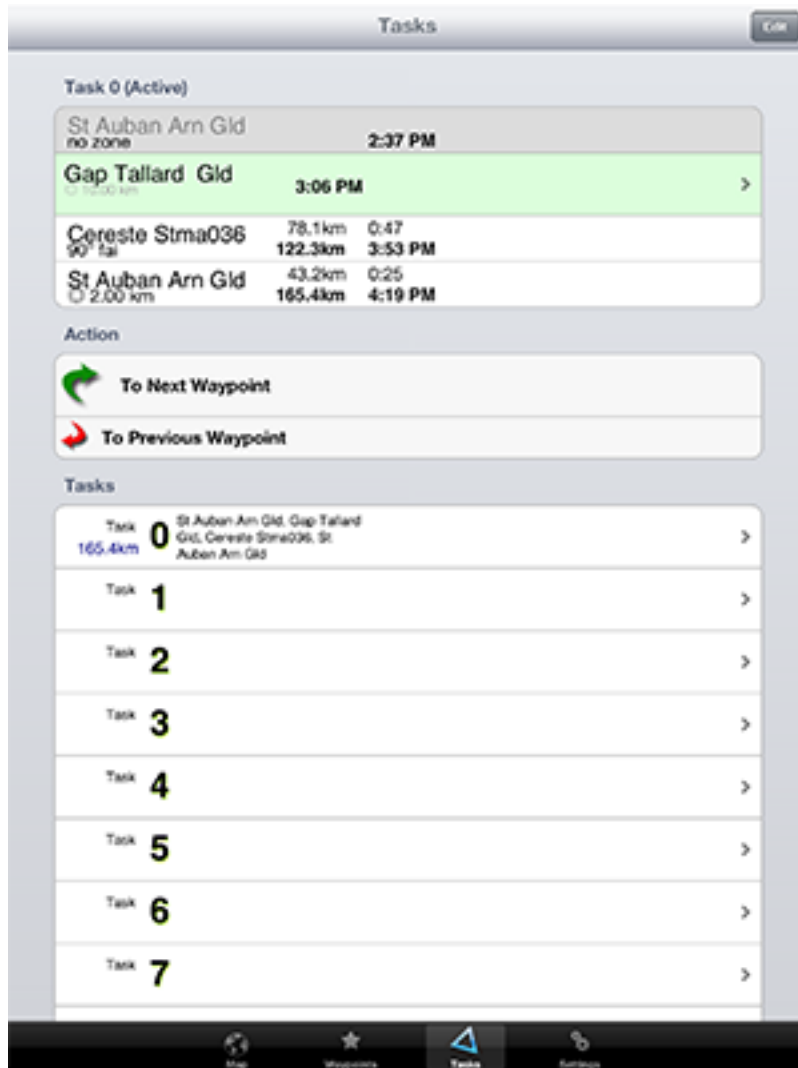 Tasks
Edit
Task 0 (Active)
St Auban Arn Gld
no zone 2:37 PM
Gap Tallard Gld
10.00 km 3:06 PM
Cereste Stma036 78.1km 0:47
90° fai 122.3km 3:53 PM
St Auban Arn Gld 43.2km 0:25
2.00 km 165.4km 4:19 PM
Action
To Next Waypoint
To Previous Waypoint
Tasks
Task 0 St Auban Arn Gld, Gap Tallard
165.4km Gld, Cereste Stma036, St
Auban Arn Gld
Task 1
Task 2
Task 3
Task 4
Task 5
Task 6
Task 7
Map Waypoints Tasks Settings